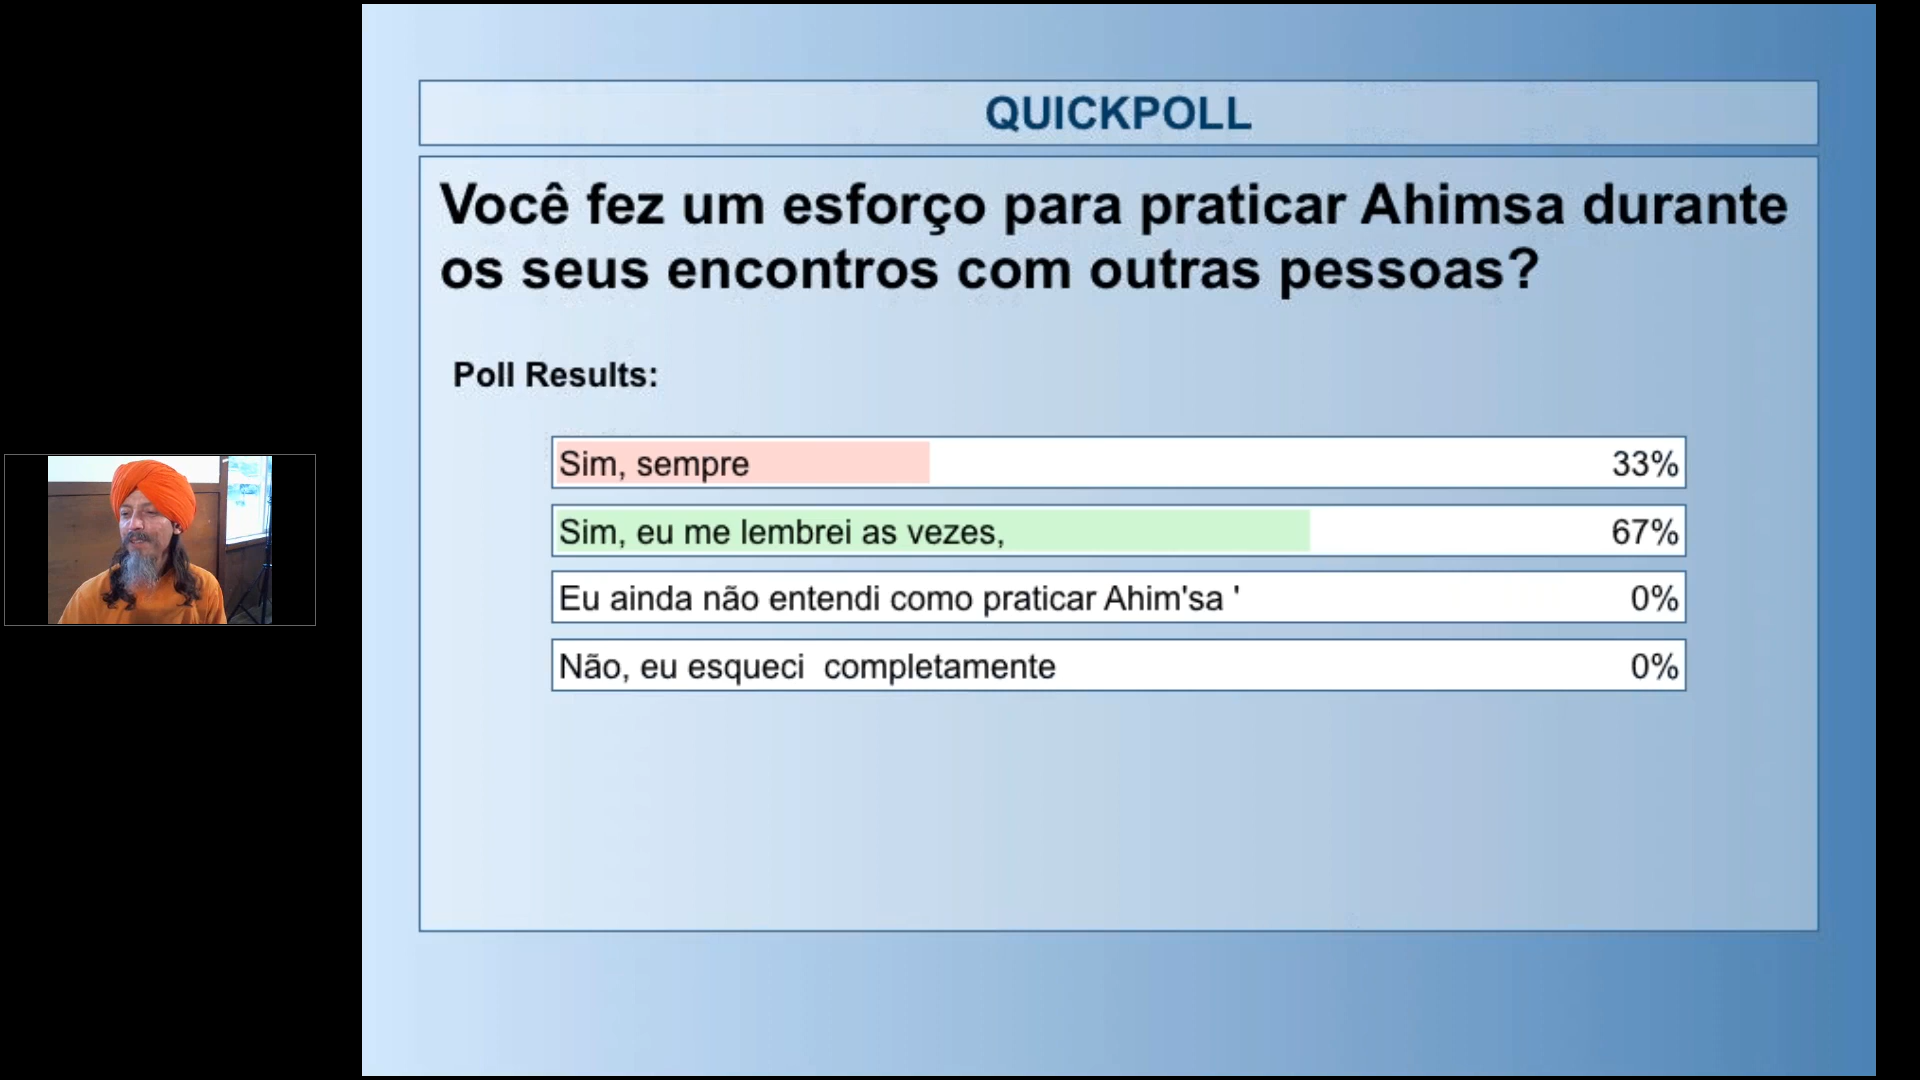 QUICKPOLL
Você fez um esforço para praticar Ahimsa durante
os seus encontros com outras pessoas?
Poll Results:
Sim, sempre 33%
Sim, eu me lembrei as vezes, 67%
Eu ainda não entendi como praticar Ahim'sa ' 0%
Não, eu esqueci  completamente 0%